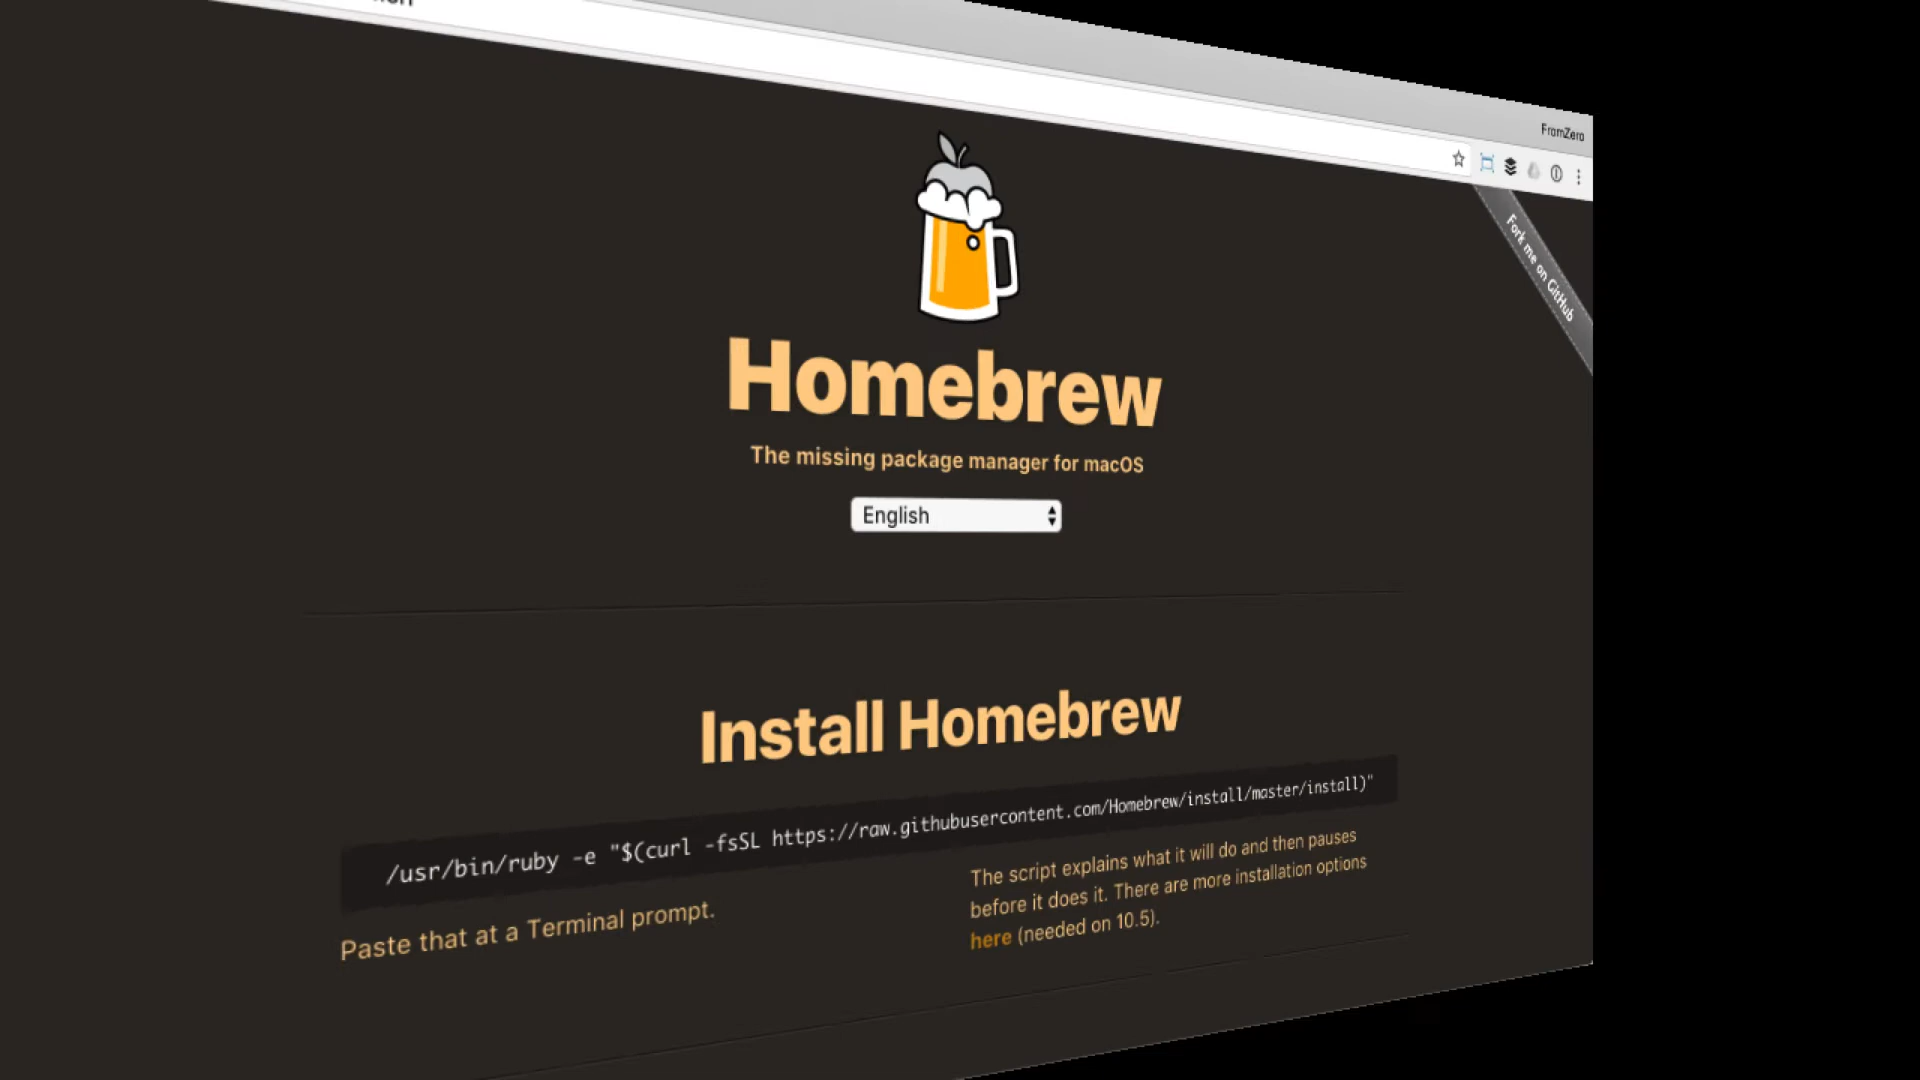 FromZero
Fork me on GitHub
Homebrew
The missing package manager for macOS
English
Install Homebrew
/usr/bin/ruby -e "$(curl -fsSL https://raw.githubusercontent.com/Homebrew/install/master/install)"
Paste that at a Terminal prompt.
The script explains what it will do and then pauses
before it does it. There are more installation options
here (needed on 10.5).